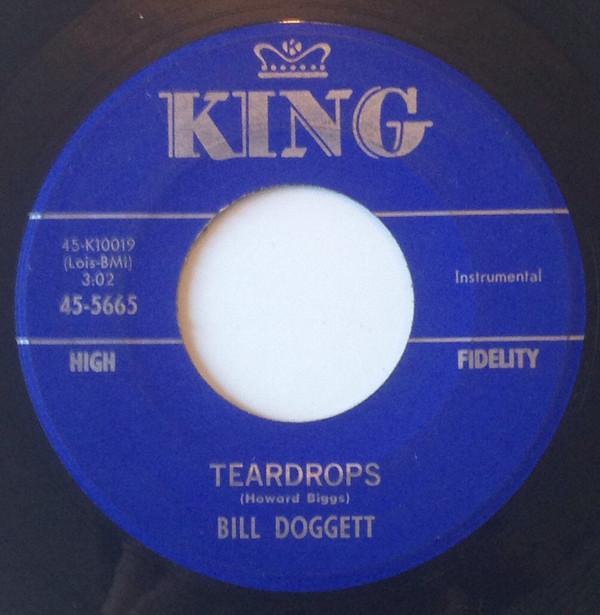 K
KING
45-K10019
(Lois-BMI)
3:02
45-5665
Instrumental
HIGH FIDELITY
TEARDROPS
(Howard Biggs)
BILL DOGGETT